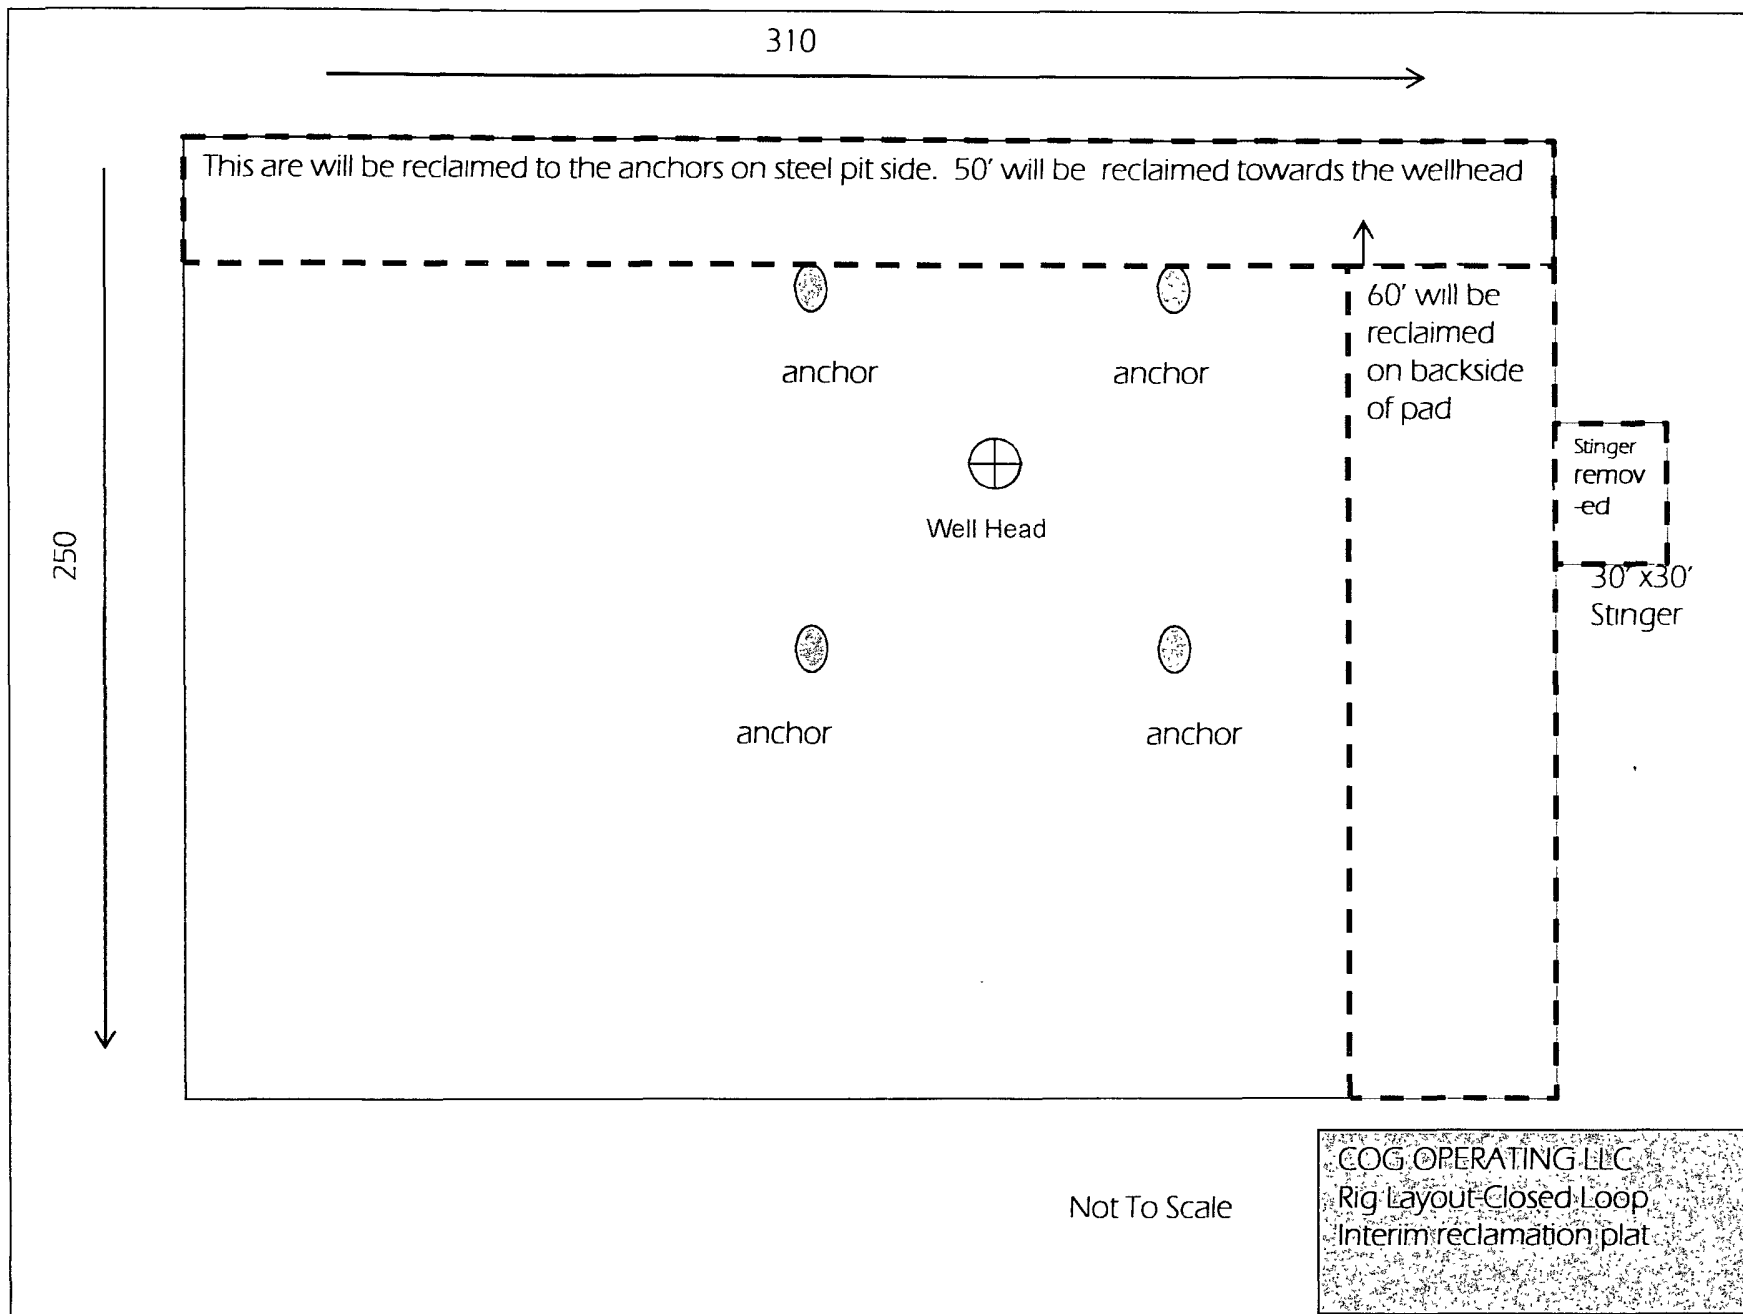 310
This are will be reclaimed to the anchors on steel pit side. 50' will be reclaimed towards the wellhead
60' will be
reclaimed
on backside
of pad
anchor
anchor
Stinger
remov
-ed
Well Head
250
30' x30'
Stinger
anchor
anchor
Not To Scale
COG OPERATING LLC
Rig Layout-Closed Loop
Interim reclamation plat